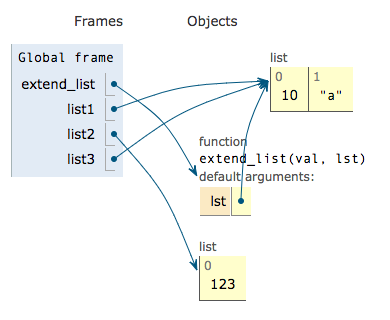 Frames Objects
Global frame
extend_list
list1
list2
list3
list
0 1
10 "a"
function
extend_list(val, lst)
default arguments:
lst
list
0
123